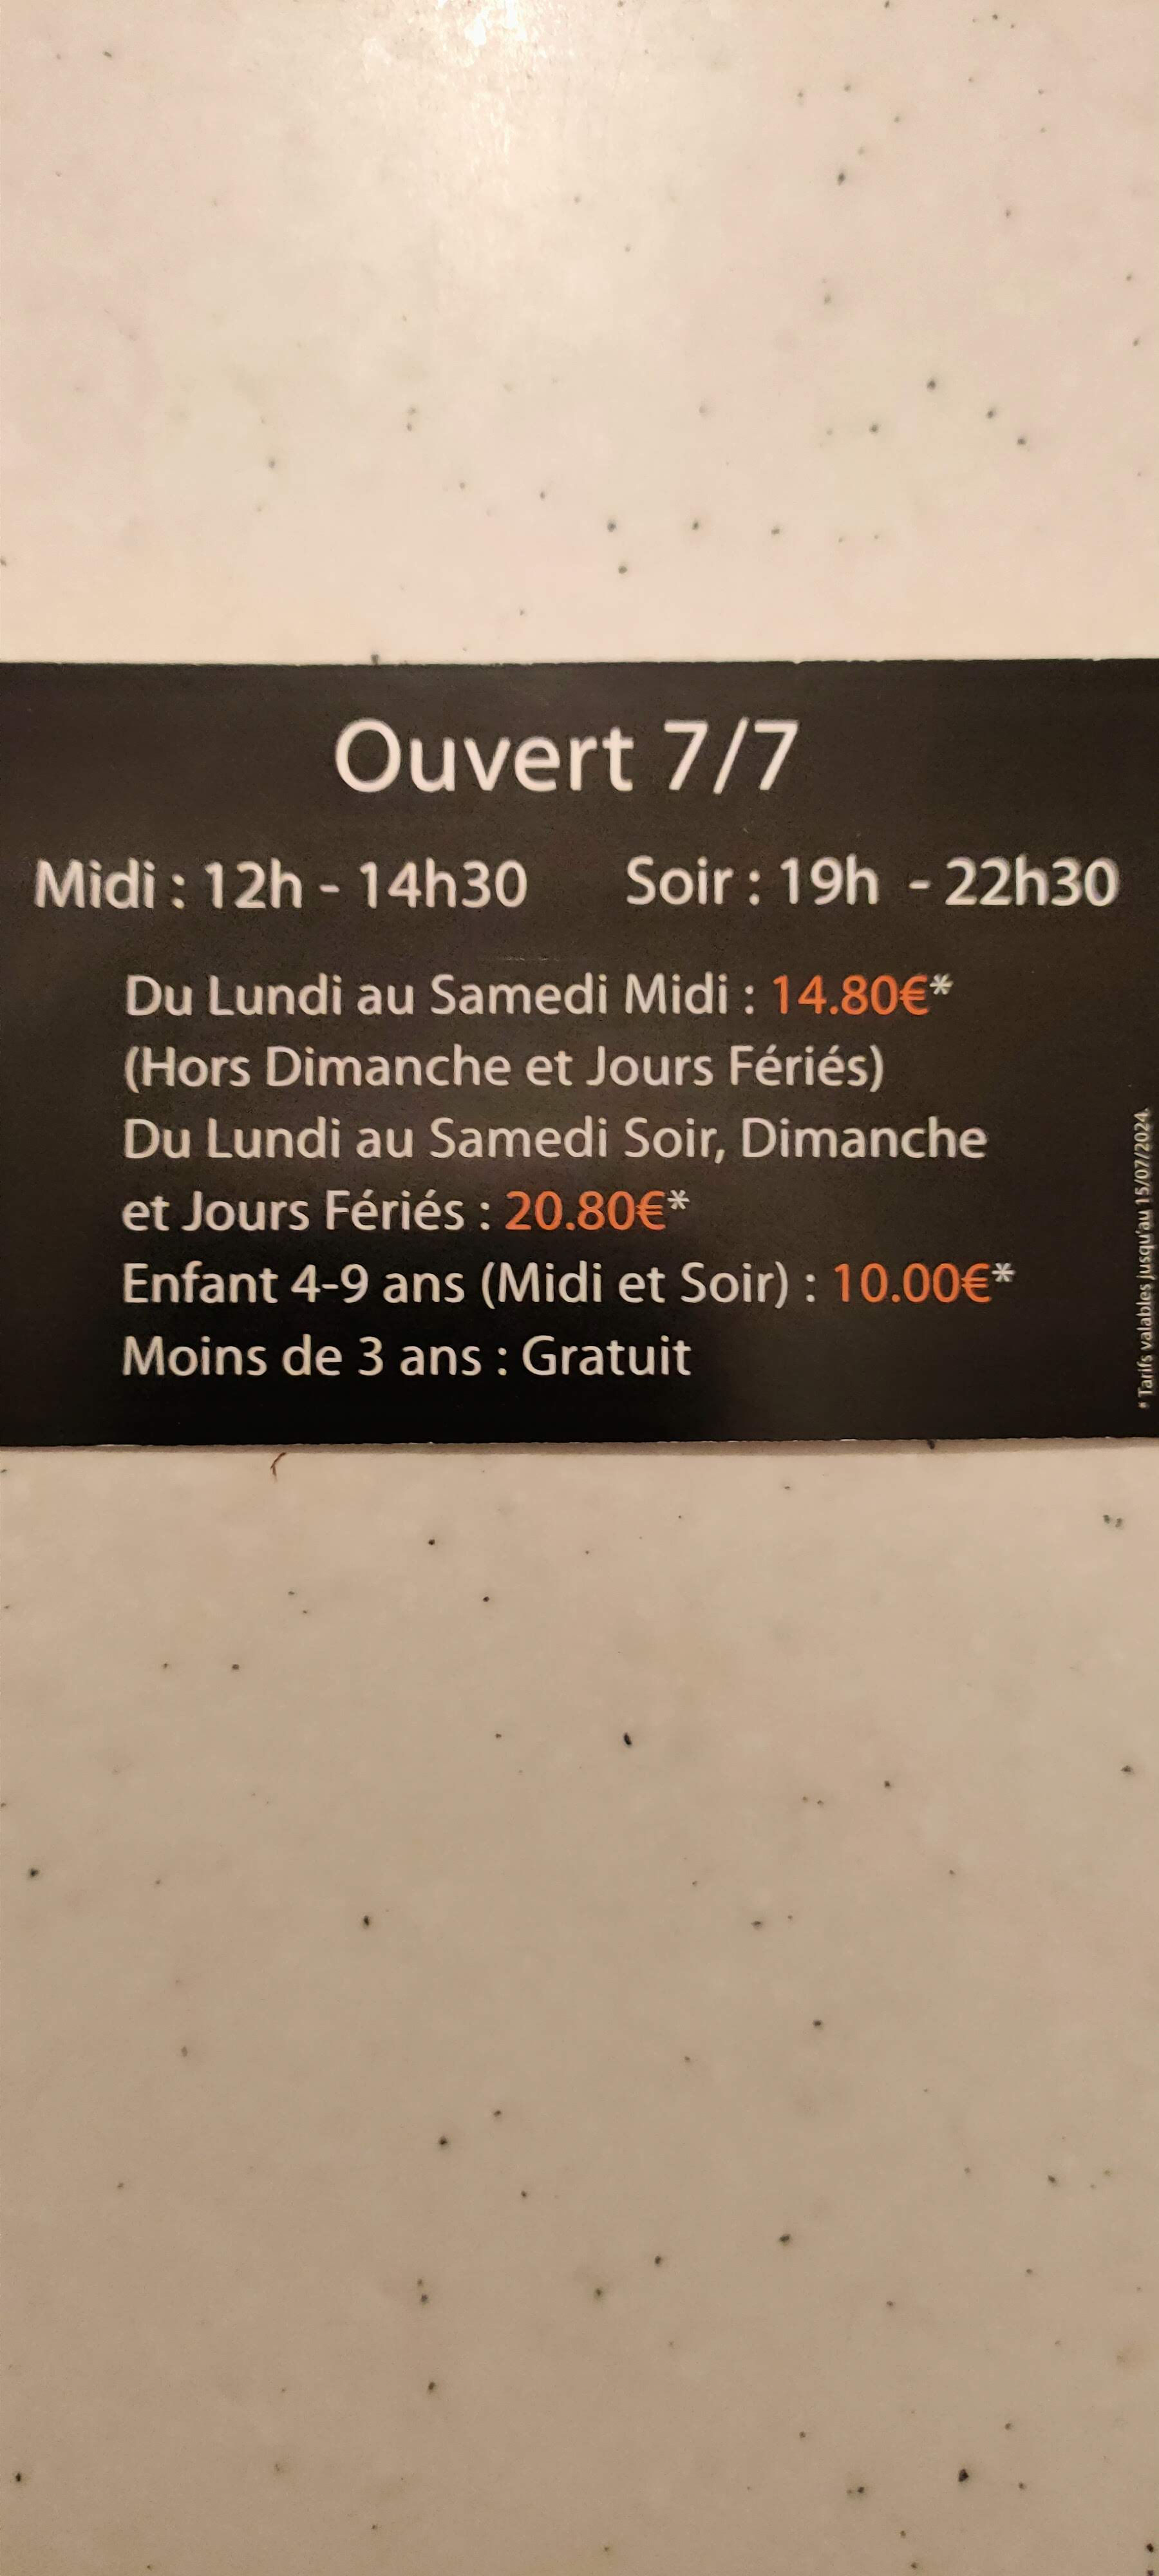 Ouvert 7/7
Midi : 12h - 14h30 Soir : 19h - 22h30
Du Lundi au Samedi Midi : 14.80€*
(Hors Dimanche et Jours Fériés)
Du Lundi au Samedi Soir, Dimanche
et Jours Fériés : 20.80€*
Enfant 4-9 ans (Midi et Soir) : 10.00€*
Moins de 3 ans : Gratuit
* Tarifs valables jusqu'au 15/07/2024.